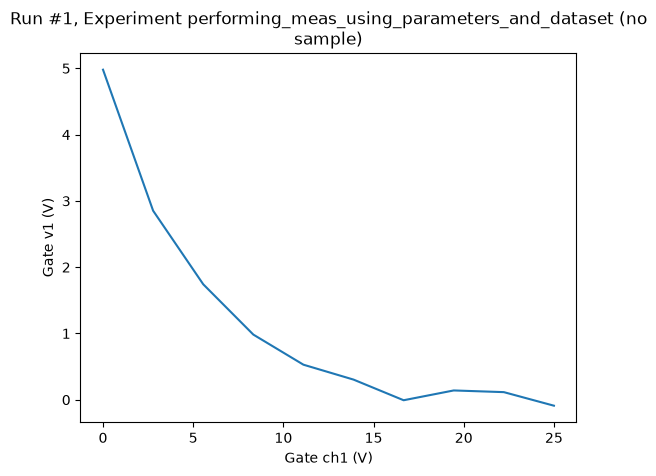 Run #1, Experiment performing_meas_using_parameters_and_dataset (no
sample)
5
4
3
2
1
0
Gate v1 (V)
0 5 10 15 20 25
Gate ch1 (V)